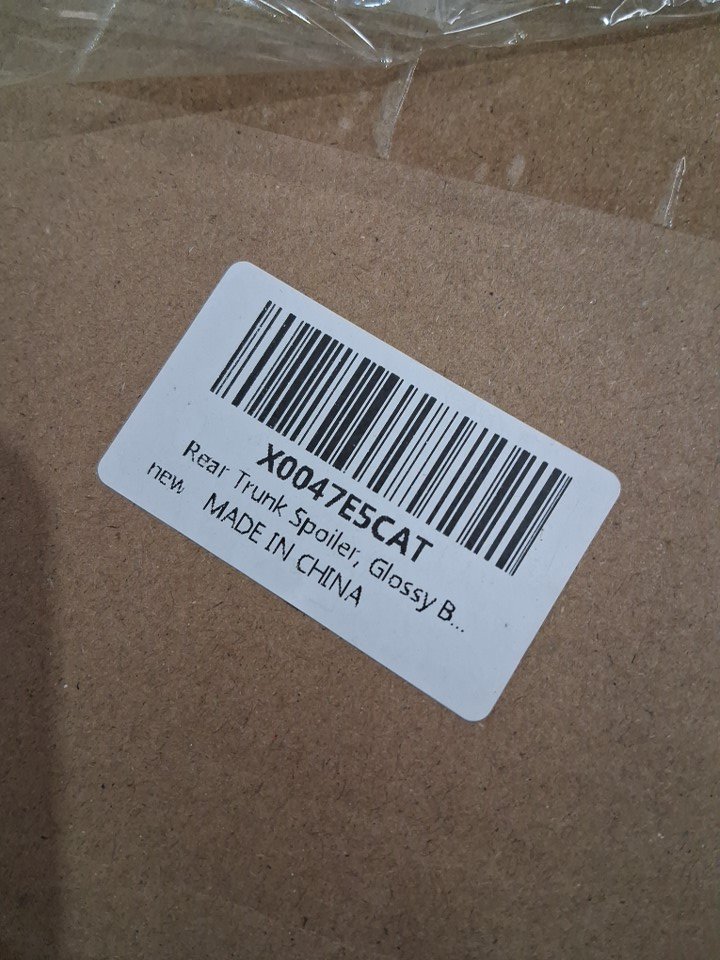 X0047E5CAT
Rear Trunk Spoiler, Glossy B...
new MADE IN CHINA